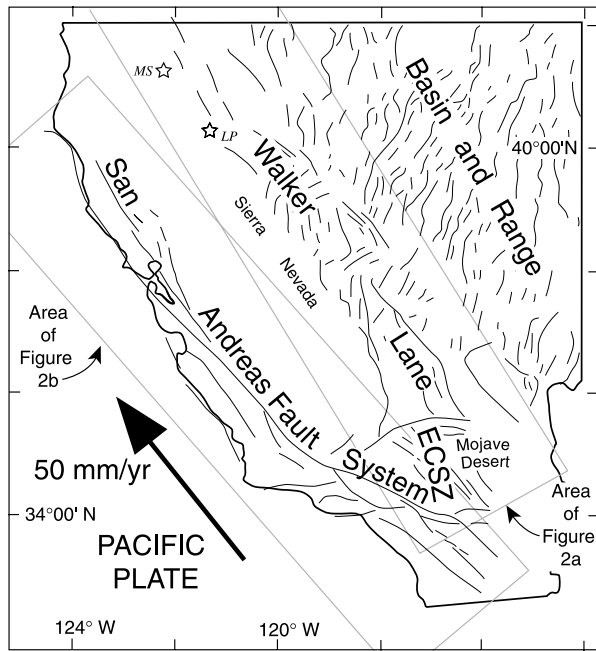 MS
LP
Basin and Range
40°00' N
Walker
San
Sierra
Nevada
Area
of
Figure
2b
Andreas Fault
Lane
50 mm/yr
ECSZ
Mojave
Desert
System
34°00' N
Area
of
Figure
2a
PACIFIC
PLATE
124° W
120° W